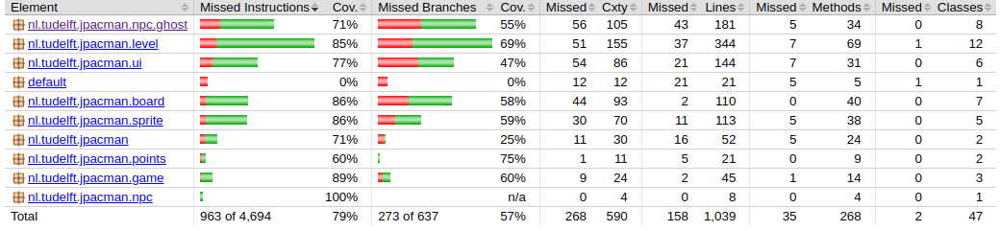 Element Missed Instructions Cov. Missed Branches Cov. Missed Cxty Missed Lines Missed Methods Missed Classes
nl.tudelft.jpacman.npc.ghost 71% 55% 56 105 43 181 5 34 0 8
nl.tudelft.jpacman.level 85% 69% 51 155 37 344 7 69 1 12
nl.tudelft.jpacman.ui 77% 47% 54 86 21 144 7 31 0 6
default 0% 0% 12 12 21 21 5 5 1 1
nl.tudelft.jpacman.board 86% 58% 44 93 2 110 0 40 0 7
nl.tudelft.jpacman.sprite 86% 59% 30 70 11 113 5 38 0 5
nl.tudelft.jpacman 71% 25% 11 30 16 52 5 24 0 2
nl.tudelft.jpacman.points 60% 75% 1 11 5 21 0 9 0 2
nl.tudelft.jpacman.game 89% 60% 9 24 2 45 1 14 0 3
nl.tudelft.jpacman.npc 100% n/a 0 4 0 8 0 4 0 1
Total 963 of 4,694 79% 273 of 637 57% 268 590 158 1,039 35 268 2 47